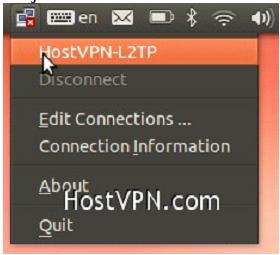 en
HostVPN-L2TP
Disconnect
Edit Connections ...
Connection Information
About
HostVPN.com
Quit